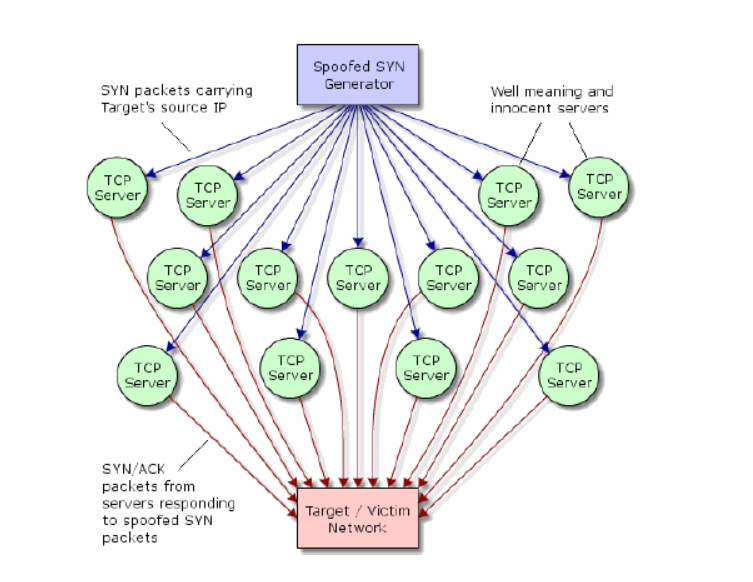 Spoofed SYN
Generator
SYN packets carrying
Target's source IP
Well meaning and
innocent servers
TCP
Server
TCP
Server
TCP
Server
TCP
Server
TCP
Server
TCP
Server
TCP
Server
TCP
Server
TCP
Server
TCP
Server
TCP
Server
TCP
Server
TCP
Server
SYN/ACK
packets from
servers responding
to spoofed SYN
packets
Target / Victim
Network